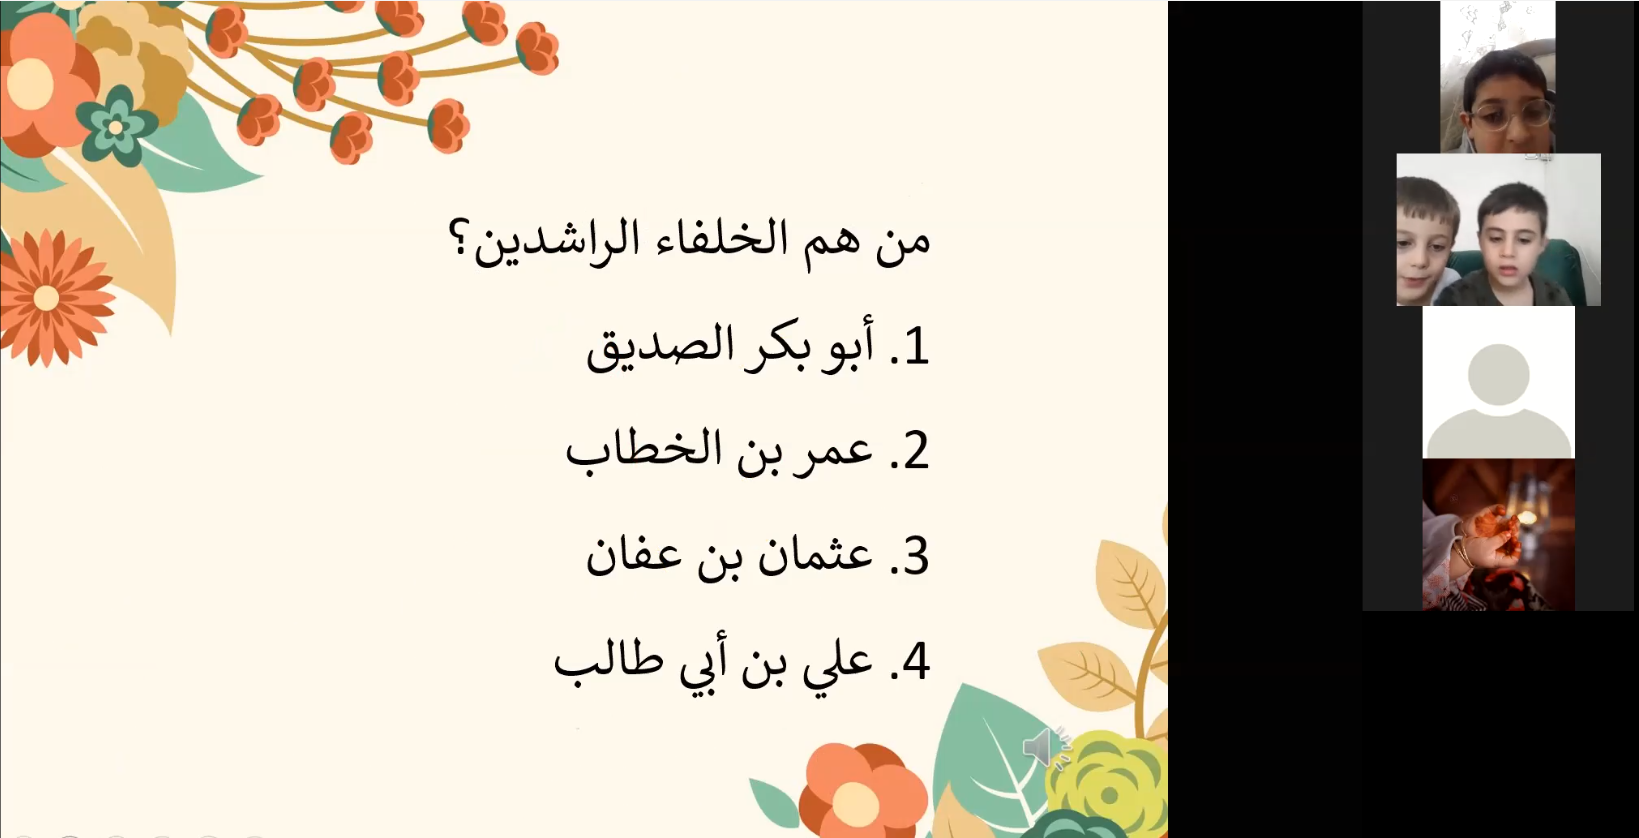 من هم الخلفاء الراشدين؟
1. أبو بكر الصديق
2. عمر بن الخطاب
3. عثمان بن عفان
4. علي بن أبي طالب